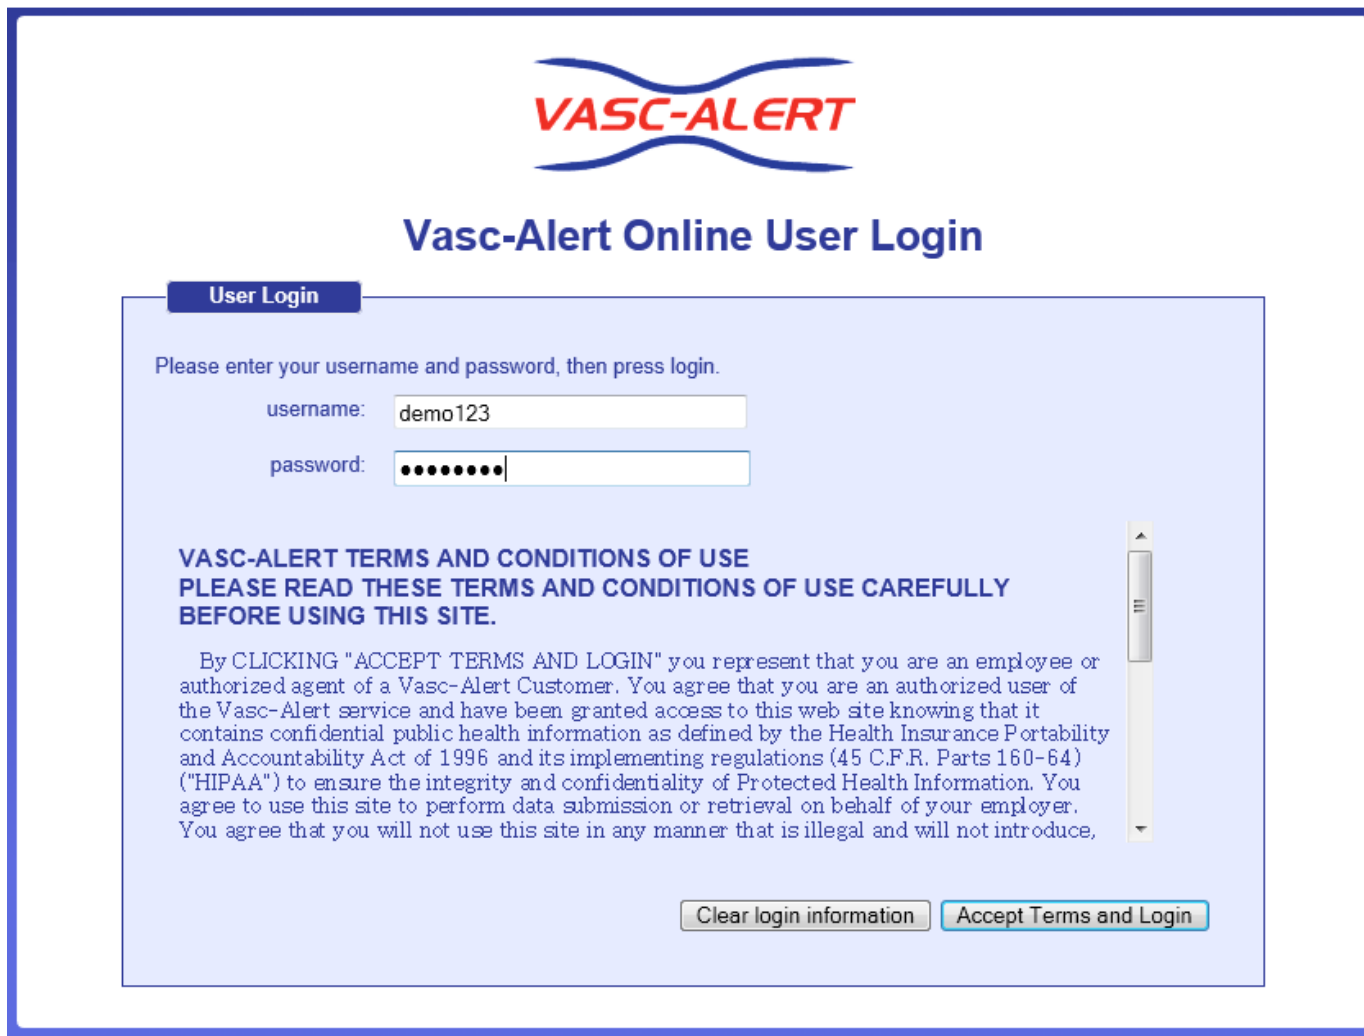 VASC-ALERT
Vasc-Alert Online User Login
User Login
Please enter your username and password, then press login.
username: demo123
password: ●●●●●●●●
VASC-ALERT TERMS AND CONDITIONS OF USE
PLEASE READ THESE TERMS AND CONDITIONS OF USE CAREFULLY
BEFORE USING THIS SITE.
By CLICKING "ACCEPT TERMS AND LOGIN" you represent that you are an employee or
authorized agent of a Vasc-Alert Customer. You agree that you are an authorized user of
the Vasc-Alert service and have been granted access to this web site knowing that it
contains confidential public health information as defined by the Health Insurance Portability
and Accountability Act of 1996 and its implementing regulations (45 C.F.R. Parts 160-64)
("HIPAA") to ensure the integrity and confidentiality of Protected Health Information. You
agree to use this site to perform data submission or retrieval on behalf of your employer.
You agree that you will not use this site in any manner that is illegal and will not introduce,
Clear login information Accept Terms and Login